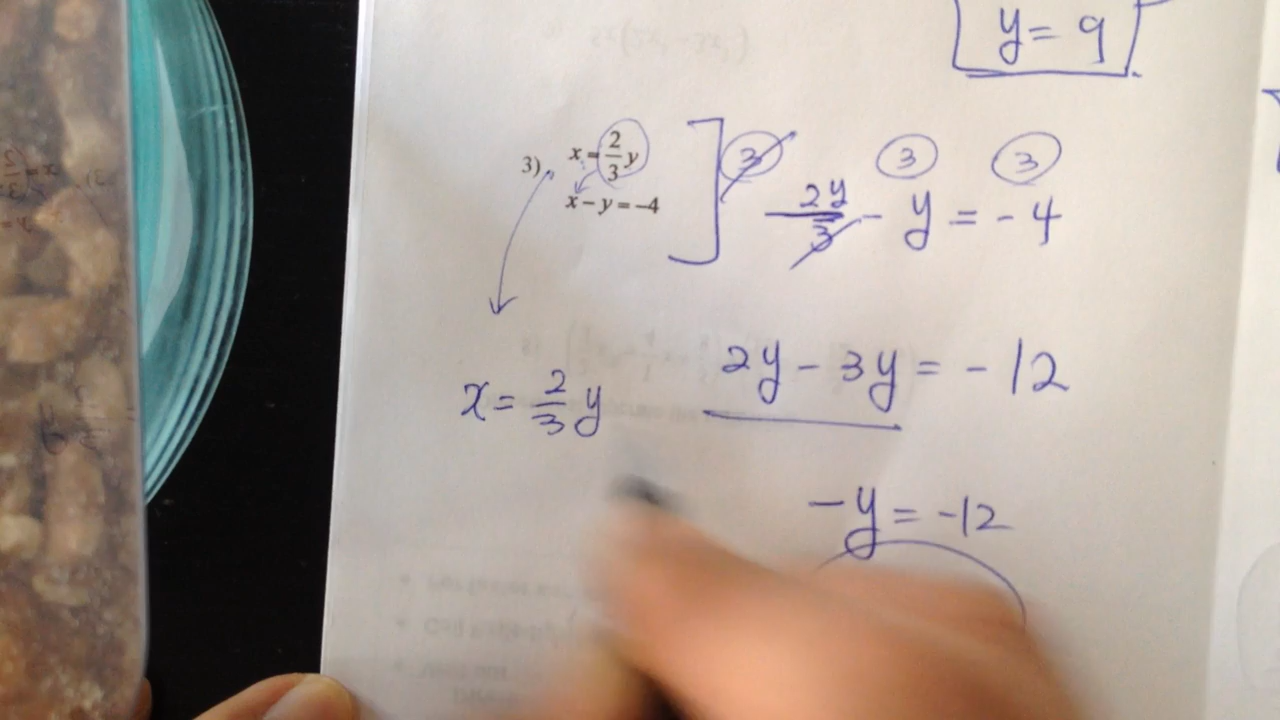 y = 9
3) x = 2/3 y
x - y = -4
3 3 3
2y/3 - y = -4
2y - 3y = -12
x = 2/3 y
-y = -12